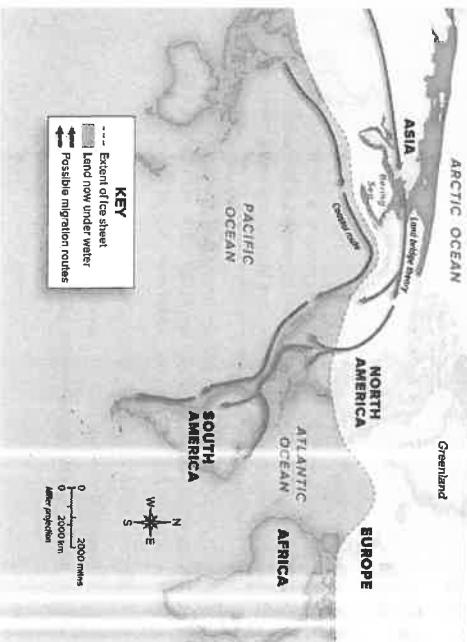 ARCTIC OCEAN
Greenland
ASIA
Bering
Sea
Land bridge theory
Coastal route
NORTH
AMERICA
EUROPE
PACIFIC
OCEAN
ATLANTIC
OCEAN
AFRICA
SOUTH
AMERICA
KEY
Extent of ice sheet
Land now under water
Possible migration routes
N
W
E
S
0 2000 miles
0 2000 km
Miller projection